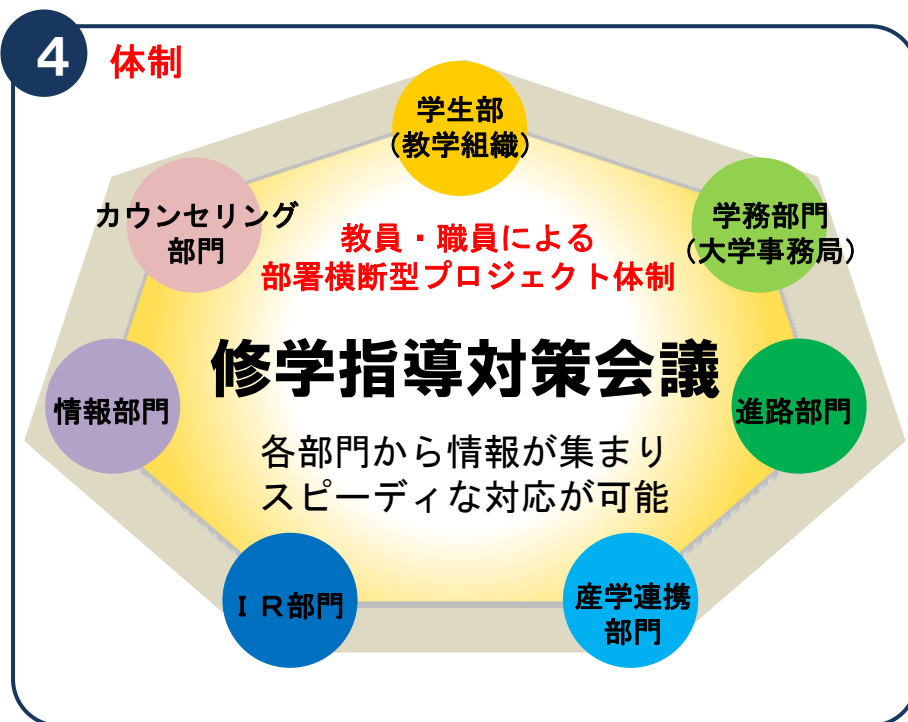 4 体制
学生部
(教学組織)
カウンセリング
部門
学務部門
(大学事務局)
教員・職員による
部署横断型プロジェクト体制
修学指導対策会議
情報部門
進路部門
各部門から情報が集まり
スピーディな対応が可能
ＩＲ部門
産学連携
部門